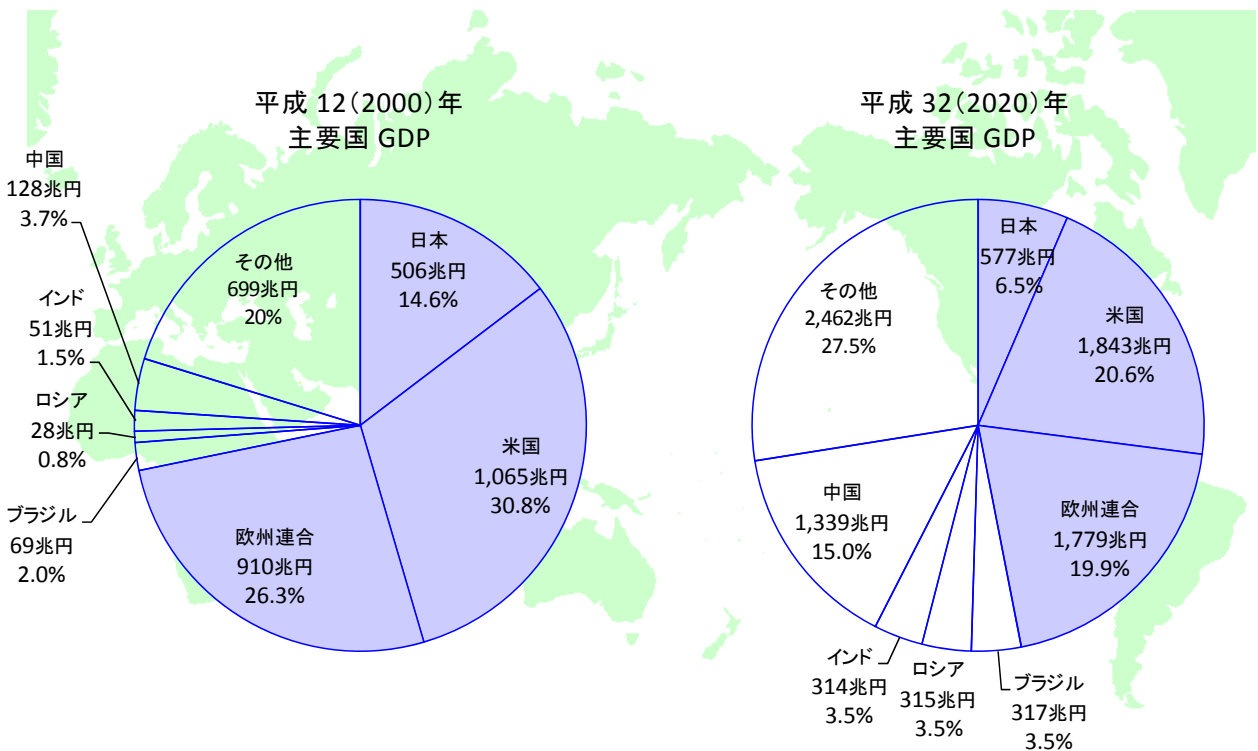 平成 12（2000）年
主要国 GDP
日本
506兆円
14.6%
米国
1,065兆円
30.8%
欧州連合
910兆円
26.3%
ブラジル
69兆円
2.0%
ロシア
28兆円
0.8%
インド
51兆円
1.5%
中国
128兆円
3.7%
その他
699兆円
20%
平成 32（2020）年
主要国 GDP
日本
577兆円
6.5%
米国
1,843兆円
20.6%
欧州連合
1,779兆円
19.9%
ブラジル
317兆円
3.5%
ロシア
315兆円
3.5%
インド
314兆円
3.5%
中国
1,339兆円
15.0%
その他
2,462兆円
27.5%